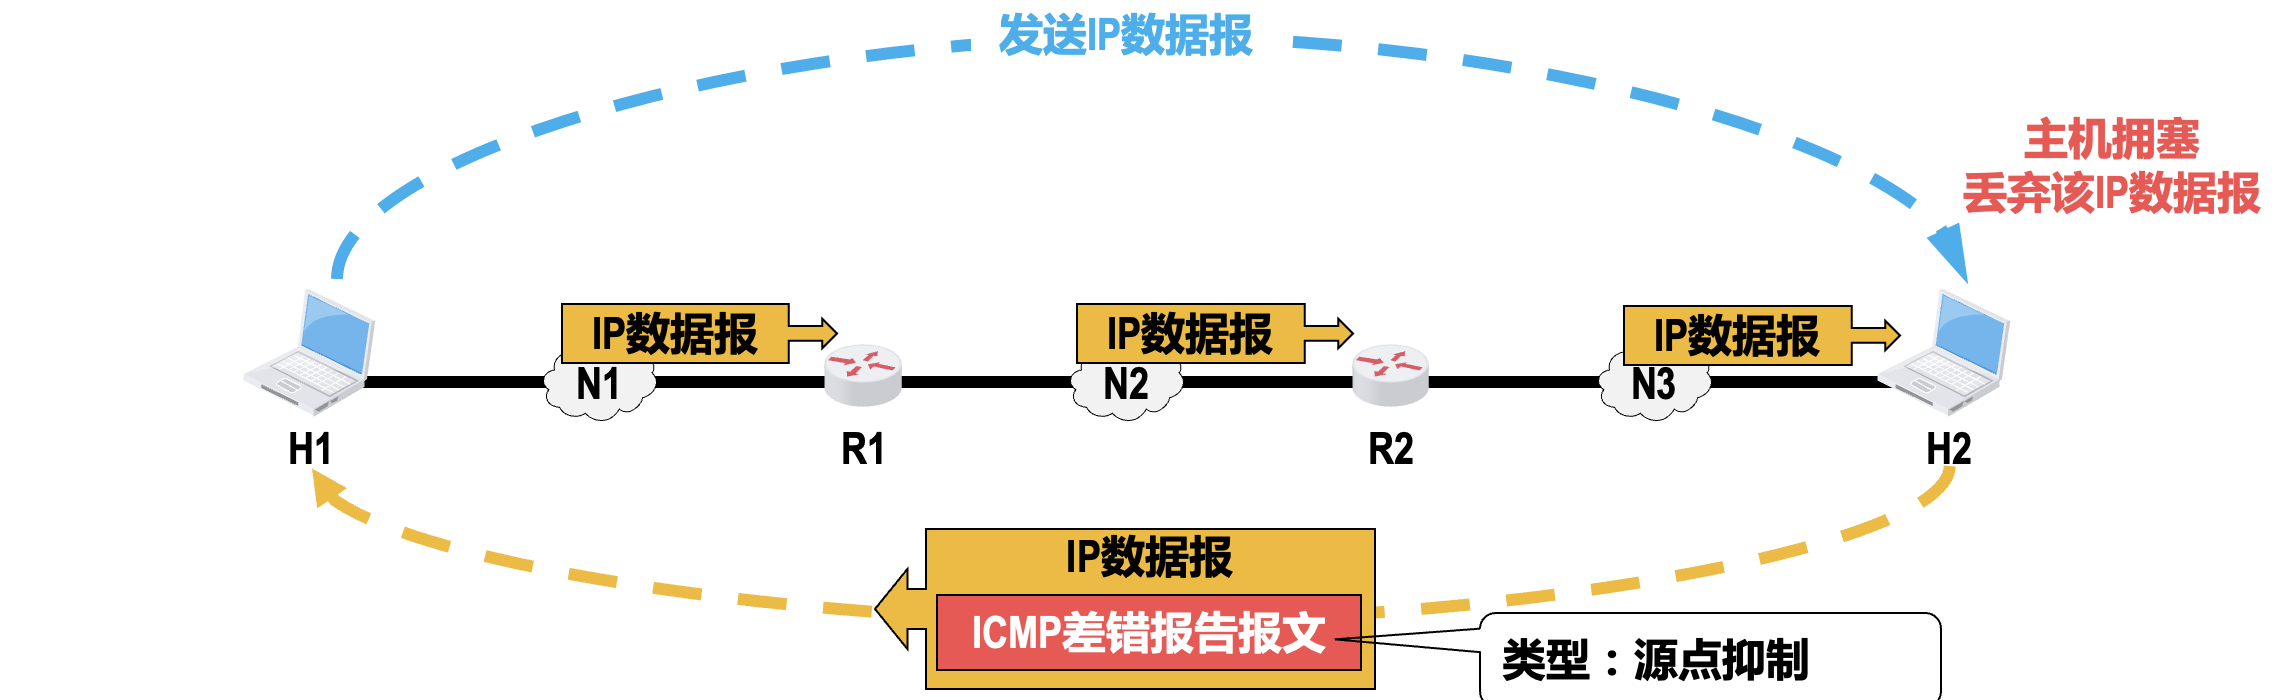 发送IP数据报
主机拥塞
丢弃该IP数据报
IP数据报
IP数据报
IP数据报
N1
N2
N3
H1
R1
R2
H2
IP数据报
ICMP差错报告报文
类型：源点抑制